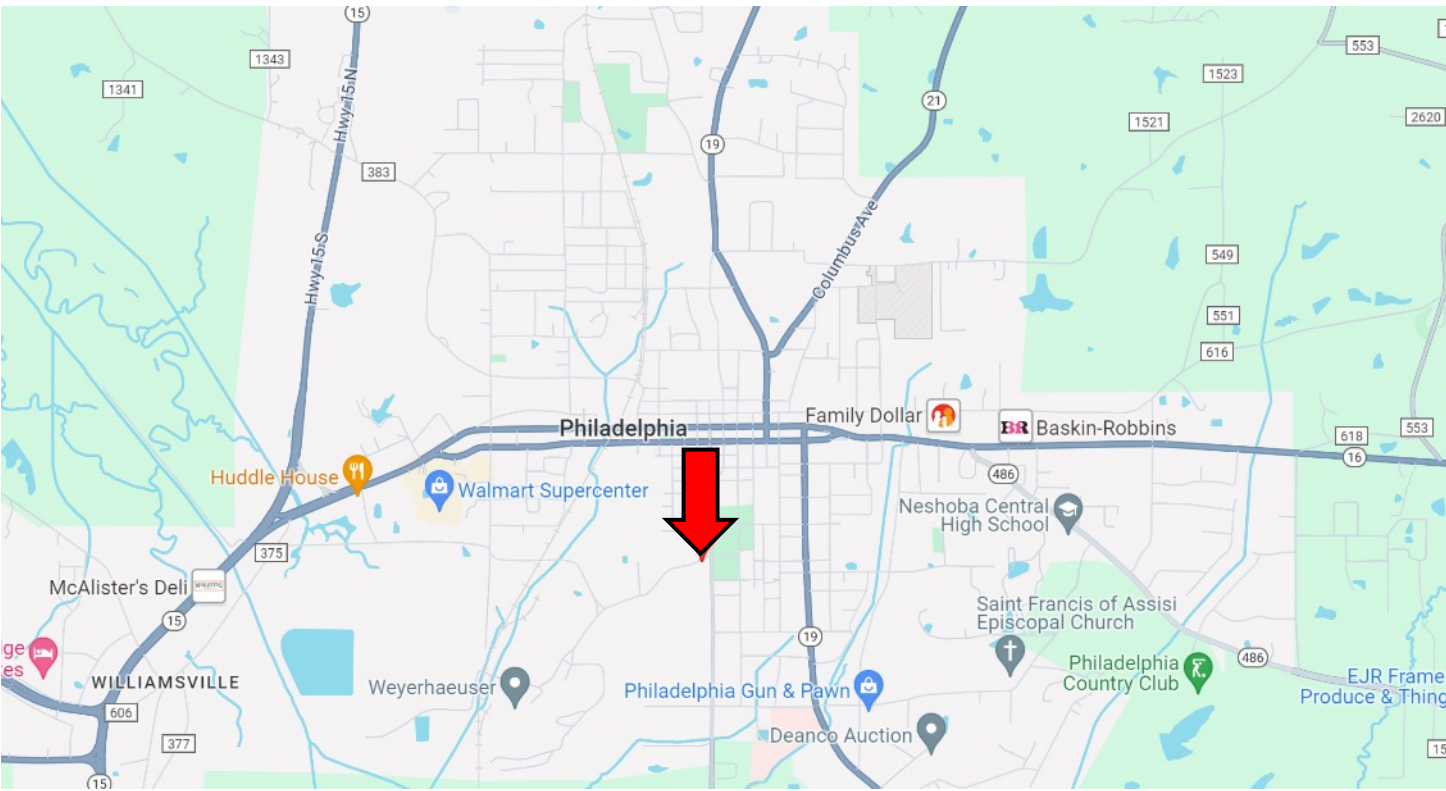 15
553
1343
1523
1341
21
2620
1521
Hwy 15 N
19
383
Columbus Ave
Hwy 15 S
549
551
616
Family Dollar
BR
Baskin-Robbins
Philadelphia
618
553
16
Huddle House
Walmart Supercenter
486
Neshoba Central
High School
375
McAlister's Deli
15
Saint Francis of Assisi
Episcopal Church
19
486
WILLIAMSVILLE
Weyerhaeuser
Philadelphia
Country Club
Philadelphia Gun & Pawn
EJR Frame
Produce & Thing
606
377
Deanco Auction
15
15